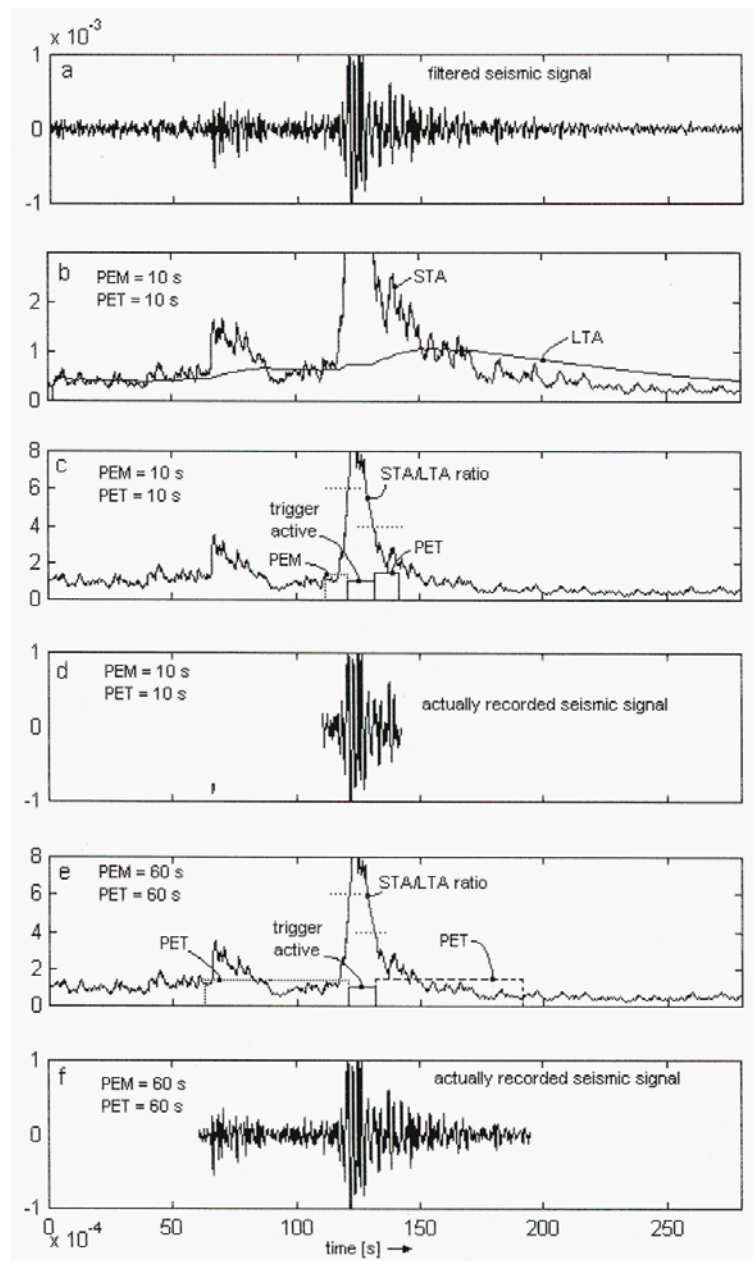 x 10⁻³
1
a
filtered seismic signal
0
-1
b
PEM = 10 s
PET = 10 s
STA
LTA
2
1
0
8
c
PEM = 10 s
PET = 10 s
STA/LTA ratio
6
trigger
active
4
PEM
PET
2
0
1
d
PEM = 10 s
PET = 10 s
actually recorded seismic signal
0
-1
8
e
PEM = 60 s
PET = 60 s
STA/LTA ratio
6
PET
trigger
active
PET
4
2
0
1
f
PEM = 60 s
PET = 60 s
actually recorded seismic signal
0
-1
0 50 100 150 200 250
x 10⁻⁴
time [s]